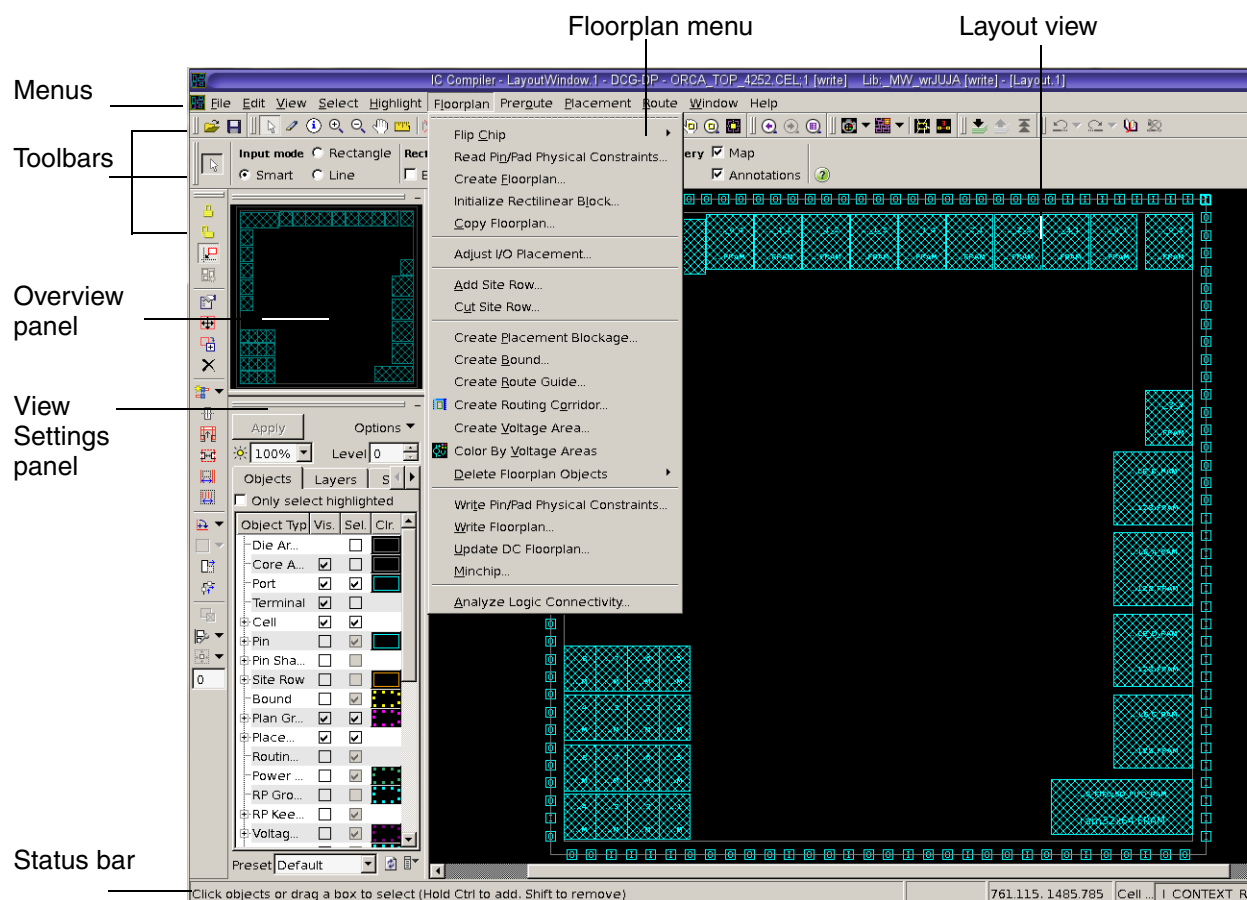 Floorplan menu
Layout view
Menus
Toolbars
Overview
panel
View
Settings
panel
Status bar
IC Compiler - LayoutWindow.1 - DCG-DP - ORCA_TOP_4252.CEL;1 [write] Lib:_MW_wrJUJA [write] - [Layout.1]
File Edit View Select Highlight Floorplan Preroute Placement Route Window Help
Input mode Rectangle
Smart Line
Map
Annotations
Flip Chip
Read Pin/Pad Physical Constraints...
Create Floorplan...
Initialize Rectilinear Block...
Copy Floorplan...
Adjust I/O Placement...
Add Site Row...
Cut Site Row...
Create Placement Blockage...
Create Bound...
Create Route Guide...
Create Routing Corridor...
Create Voltage Area...
Color By Voltage Areas
Delete Floorplan Objects
Write Pin/Pad Physical Constraints...
Write Floorplan...
Update DC Floorplan...
Minchip...
Analyze Logic Connectivity...
Apply Options
100% Level 0
Objects Layers S
Only select highlighted
Object Typ Vis. Sel. Clr.
Die Ar...
Core A...
Port
Terminal
Cell
Pin
Pin Sha...
Site Row
Bound
Plan Gr...
Place...
Routin...
Power ...
RP Gro...
RP Kee...
Voltag...
Preset Default
0
ram32x64 FRAM
Click objects or drag a box to select (Hold Ctrl to add. Shift to remove)
761.115. 1485.785 Cell ... I_CONTEXT_R